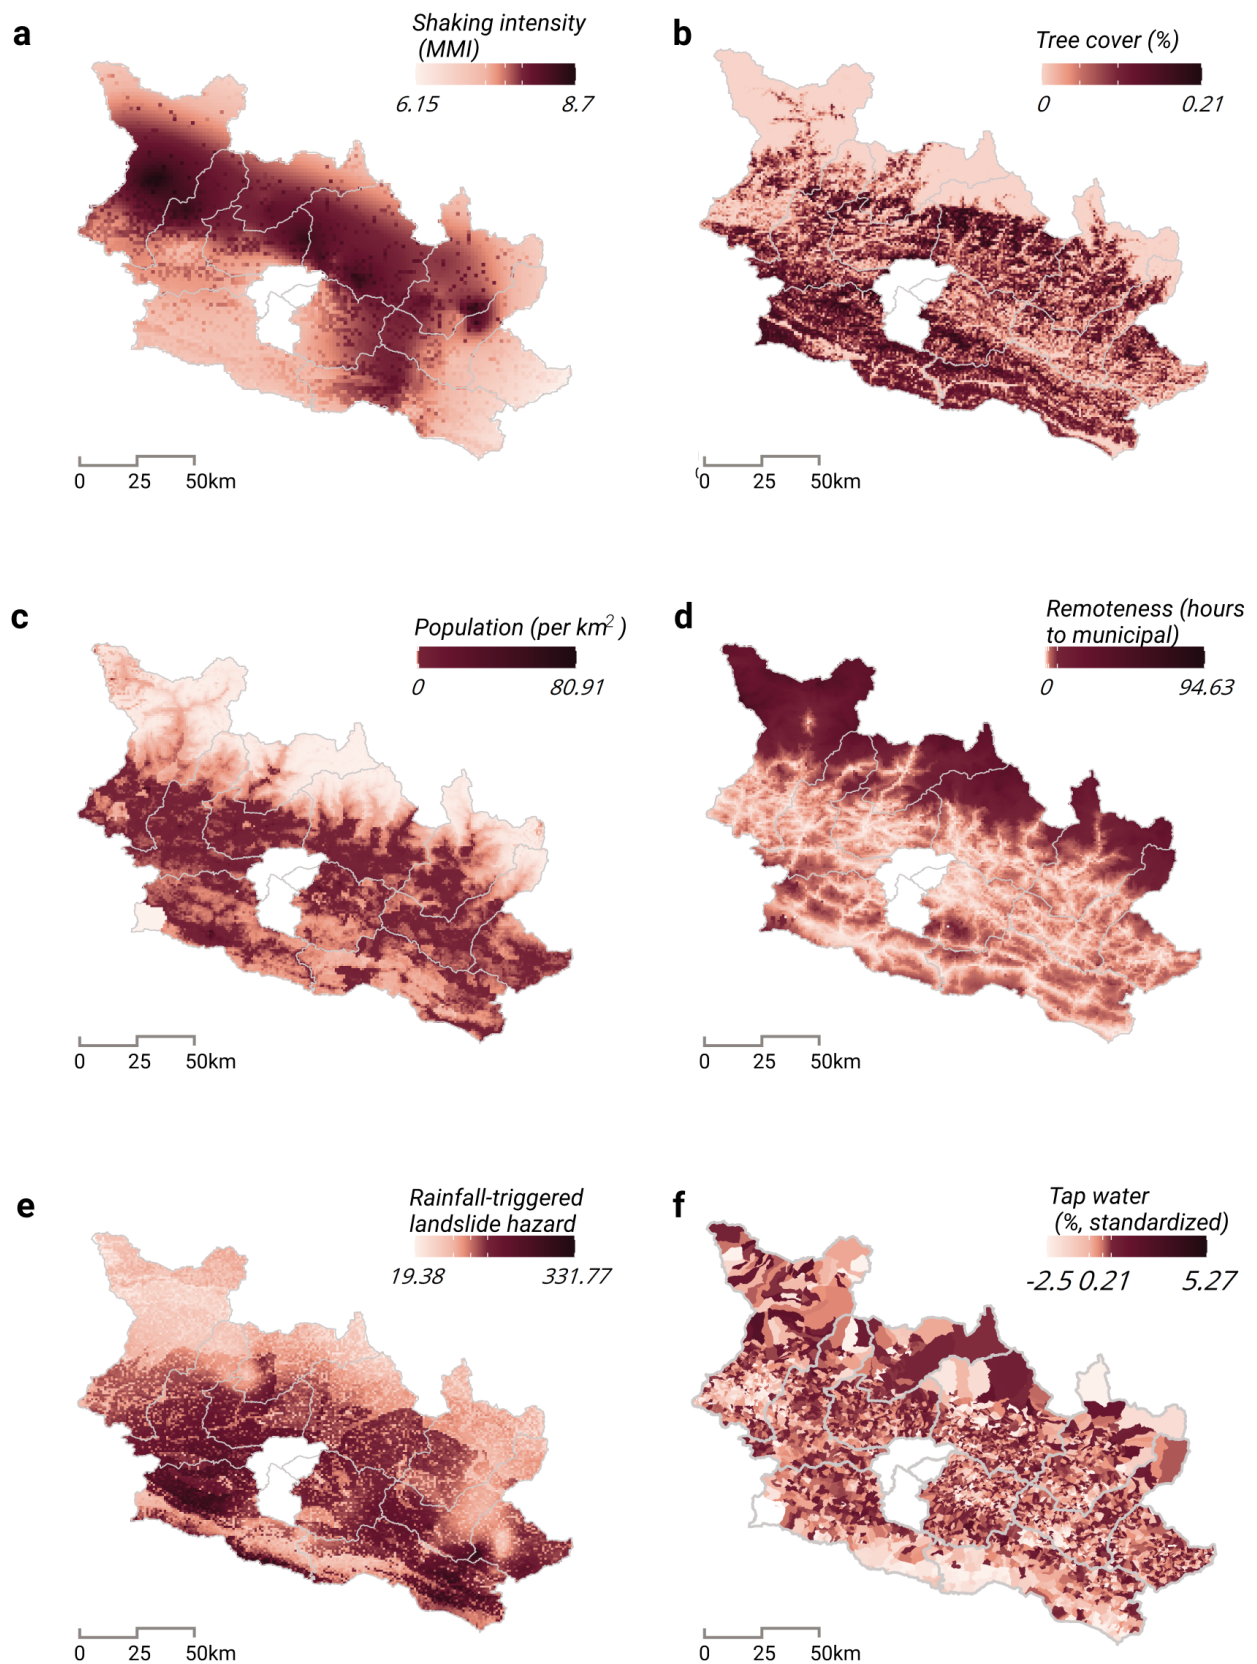 a
Shaking intensity
(MMI)
6.15 8.7
0 25 50km
b
Tree cover (%)
0 0.21
0 25 50km
c
Population (per km² )
0 80.91
0 25 50km
d
Remoteness (hours
to municipal)
0 94.63
0 25 50km
e
Rainfall-triggered
landslide hazard
19.38 331.77
0 25 50km
f
Tap water
(%, standardized)
-2.5 0.21 5.27
0 25 50km